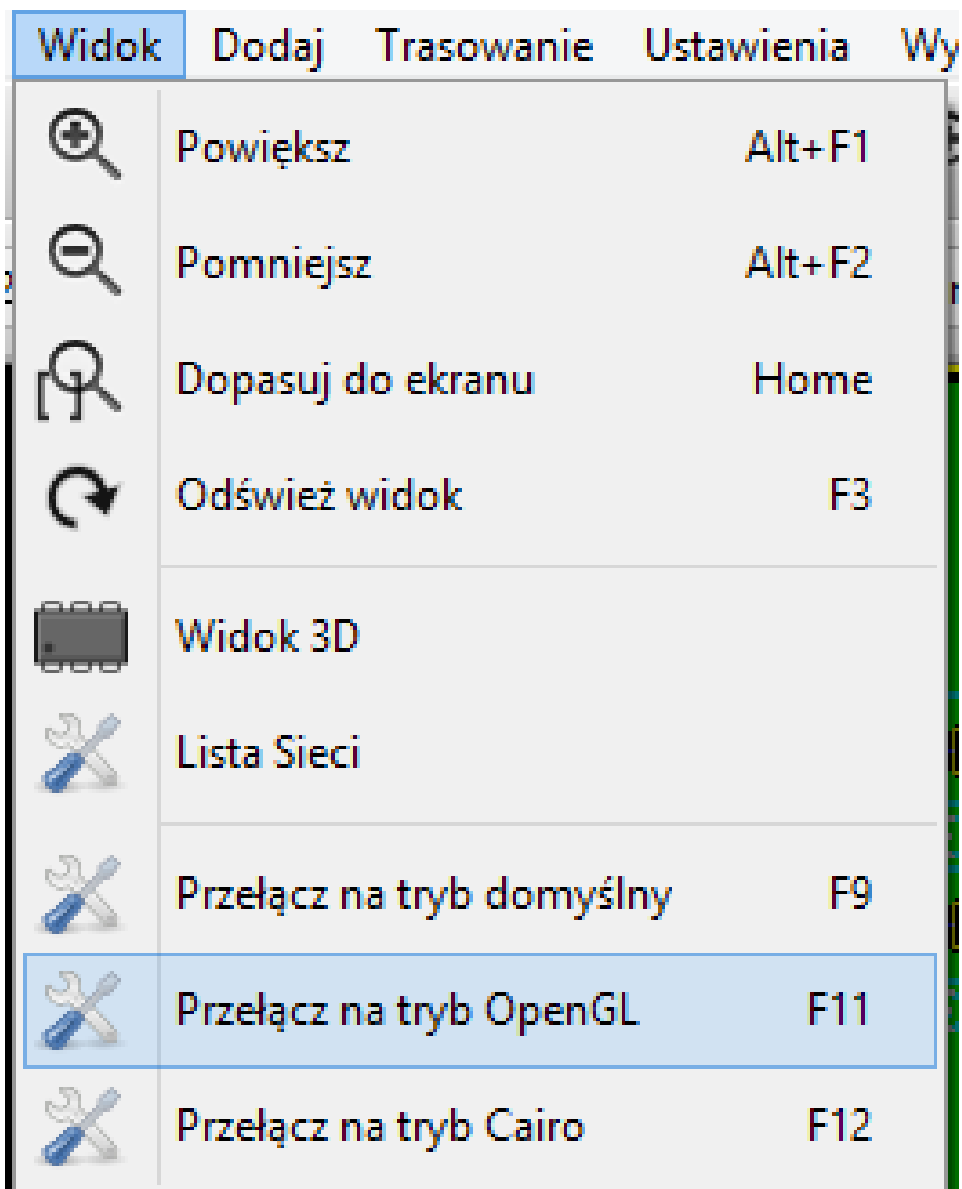 Widok Dodaj Trasowanie Ustawienia Wy
Powiększ Alt+F1
Pomniejsz Alt+F2
Dopasuj do ekranu Home
Odśwież widok F3
Widok 3D
Lista Sieci
Przełącz na tryb domyślny F9
Przełącz na tryb OpenGL F11
Przełącz na tryb Cairo F12